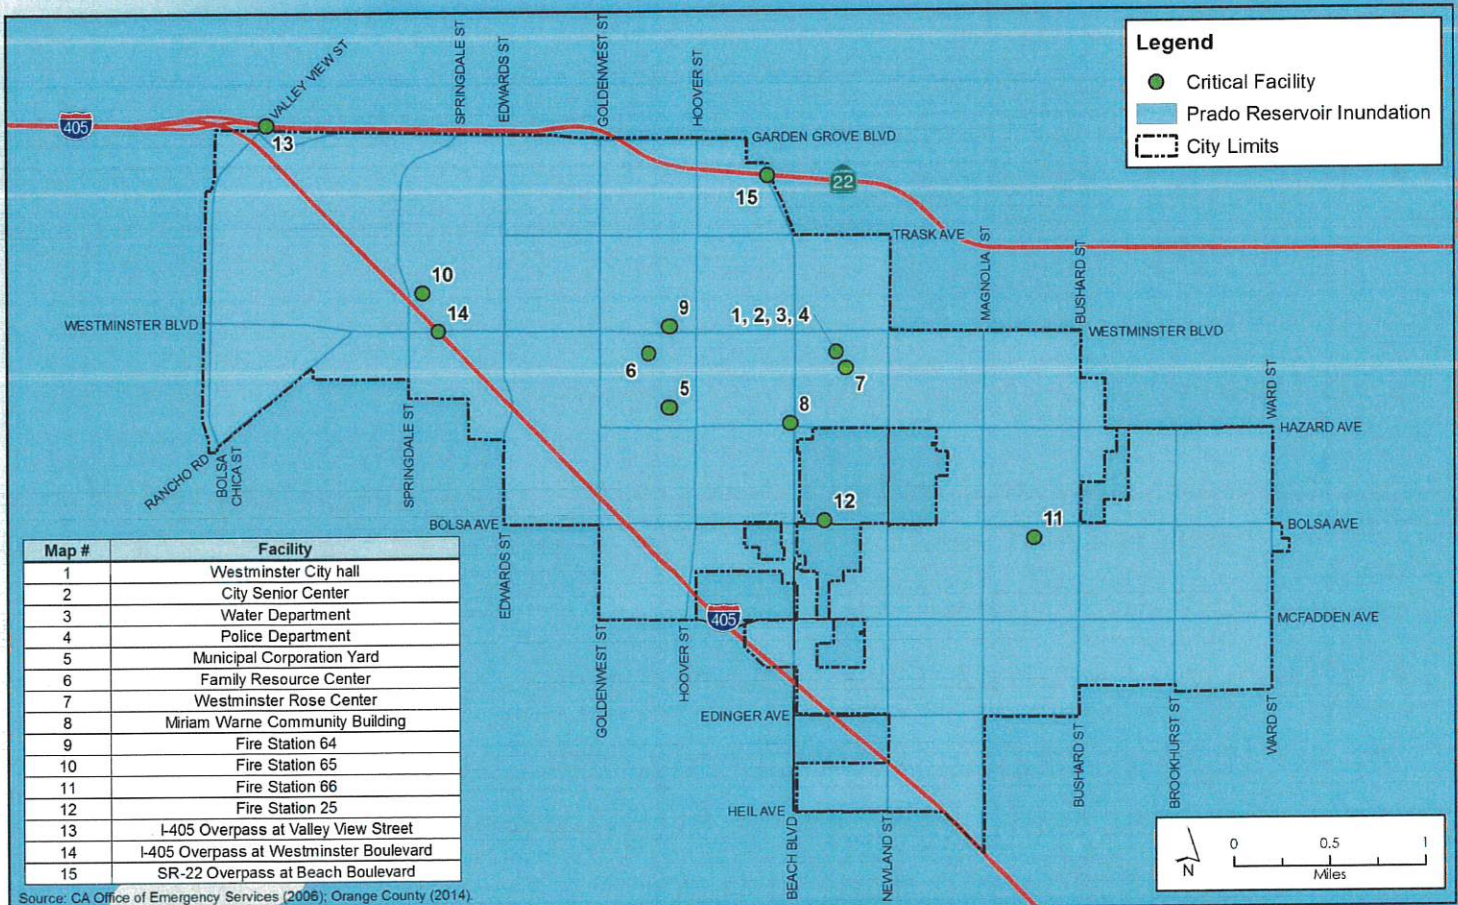 Legend
Critical Facility
Prado Reservoir Inundation
City Limits
405
VALLEY VIEW ST
SPRINGDALE ST
EDWARDS ST
GOLDENWEST ST
HOOVER ST
GARDEN GROVE BLVD
13
15
22
TRASK AVE
MAGNOLIA ST
BUSHARD ST
10
14
9
1, 2, 3, 4
WESTMINSTER BLVD
WESTMINSTER BLVD
6
7
5
8
WARD ST
HAZARD AVE
RANCHO RD
BOLSA
CHICA ST
SPRINGDALE ST
BOLSA AVE
12
11
BOLSA AVE
EDWARDS ST
405
MCFADDEN AVE
GOLDENWEST ST
HOOVER ST
EDINGER AVE
BUSHARD ST
BROOKHURST ST
WARD ST
HEIL AVE
BEACH BLVD
NEWLAND ST
Map # Facility
1 Westminster City hall
2 City Senior Center
3 Water Department
4 Police Department
5 Municipal Corporation Yard
6 Family Resource Center
7 Westminster Rose Center
8 Miriam Warne Community Building
9 Fire Station 64
10 Fire Station 65
11 Fire Station 66
12 Fire Station 25
13 I-405 Overpass at Valley View Street
14 I-405 Overpass at Westminster Boulevard
15 SR-22 Overpass at Beach Boulevard
N
0 0.5 1
Miles
Source: CA Office of Emergency Services (2006); Orange County (2014).